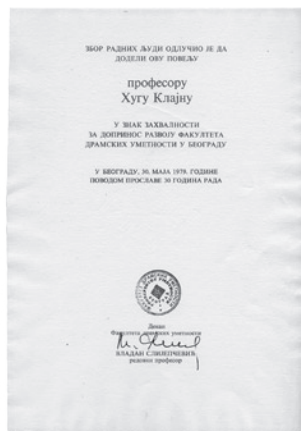 ЗБОР РАДНИХ ЉУДИ ОДЛУЧИО ЈЕ ДА
ДОДЕЛИ ОВУ ПОВЕЉУ
професору
Хугу Клајну
У ЗНАК ЗАХВАЛНОСТИ
ЗА ДОПРИНОС РАЗВОЈУ ФАКУЛТЕТА
ДРАМСКИХ УМЕТНОСТИ У БЕОГРАДУ
У БЕОГРАДУ, 30. МАЈА 1979. ГОДИНЕ
ПОВОДОМ ПРОСЛАВЕ 30 ГОДИНА РАДА
Декан
Факултета драмских уметности
ВЛАДАН СЛИЈЕПЧЕВИЋ
редовни професор